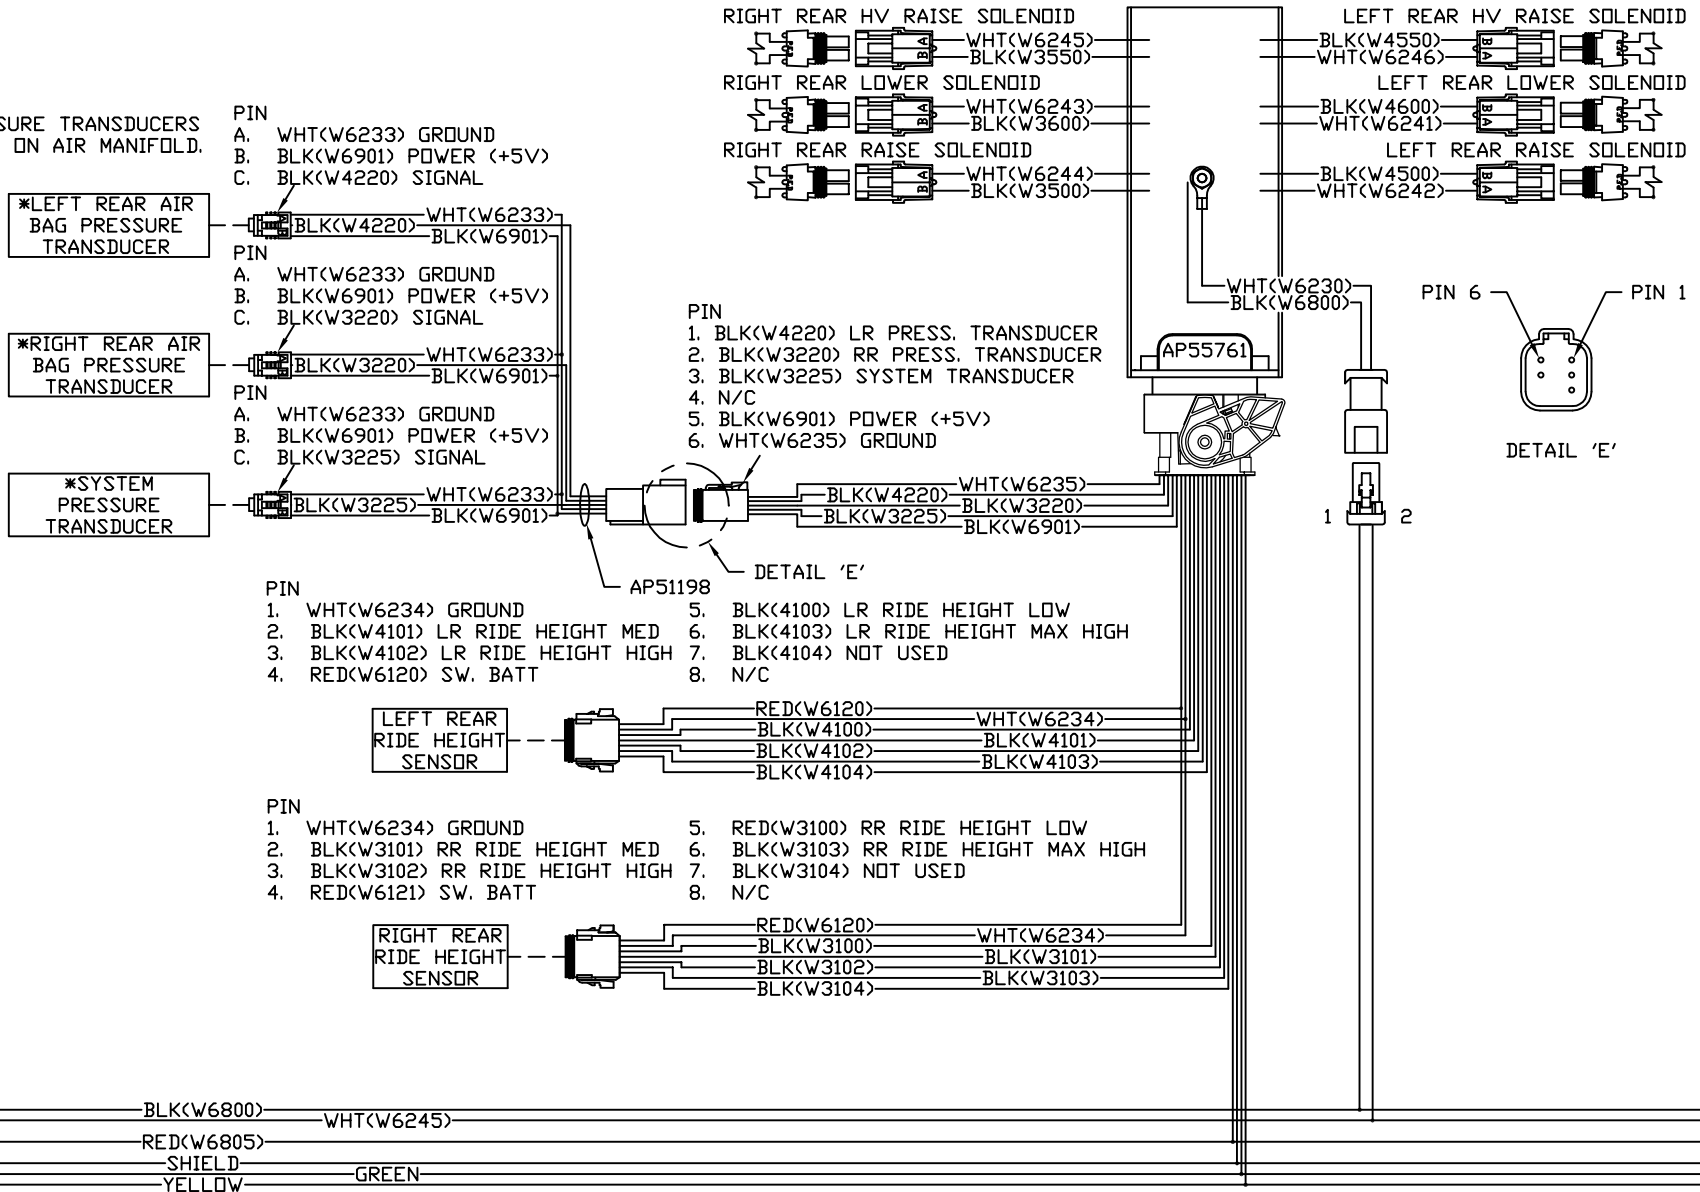 RIGHT REAR HV RAISE SOLENOID
A
B
WHT(W6245)
BLK(W3550)
RIGHT REAR LOWER SOLENOID
A
B
WHT(W6243)
BLK(W3600)
RIGHT REAR RAISE SOLENOID
A
B
WHT(W6244)
BLK(W3500)
LEFT REAR HV RAISE SOLENOID
BLK(W4550)
WHT(W6246)
B
A
LEFT REAR LOWER SOLENOID
BLK(W4600)
WHT(W6241)
B
A
LEFT REAR RAISE SOLENOID
BLK(W4500)
WHT(W6242)
B
A
SURE TRANSDUCERS
ON AIR MANIFOLD.
PIN
A. WHT(W6233) GROUND
B. BLK(W6901) POWER (+5V)
C. BLK(W4220) SIGNAL
*LEFT REAR AIR
BAG PRESSURE
TRANSDUCER
WHT(W6233)
BLK(W4220)
BLK(W6901)
PIN
A. WHT(W6233) GROUND
B. BLK(W6901) POWER (+5V)
C. BLK(W3220) SIGNAL
*RIGHT REAR AIR
BAG PRESSURE
TRANSDUCER
WHT(W6233)
BLK(W3220)
BLK(W6901)
PIN
A. WHT(W6233) GROUND
B. BLK(W6901) POWER (+5V)
C. BLK(W3225) SIGNAL
*SYSTEM
PRESSURE
TRANSDUCER
WHT(W6233)
BLK(W3225)
BLK(W6901)
PIN
1. BLK(W4220) LR PRESS. TRANSDUCER
2. BLK(W3220) RR PRESS. TRANSDUCER
3. BLK(W3225) SYSTEM TRANSDUCER
4. N/C
5. BLK(W6901) POWER (+5V)
6. WHT(W6235) GROUND
WHT(W6235)
BLK(W4220)
BLK(W3220)
BLK(W3225)
BLK(W6901)
DETAIL 'E'
AP51198
WHT(W6230)
BLK(W6800)
AP55761
PIN 6
PIN 1
DETAIL 'E'
1
2
PIN
1. WHT(W6234) GROUND
2. BLK(W4101) LR RIDE HEIGHT MED
3. BLK(W4102) LR RIDE HEIGHT HIGH
4. RED(W6120) SW. BATT
5. BLK(4100) LR RIDE HEIGHT LOW
6. BLK(4103) LR RIDE HEIGHT MAX HIGH
7. BLK(4104) NOT USED
8. N/C
LEFT REAR
RIDE HEIGHT
SENSOR
RED(W6120)
WHT(W6234)
BLK(W4100)
BLK(W4101)
BLK(W4102)
BLK(W4103)
BLK(W4104)
PIN
1. WHT(W6234) GROUND
2. BLK(W3101) RR RIDE HEIGHT MED
3. BLK(W3102) RR RIDE HEIGHT HIGH
4. RED(W6121) SW. BATT
5. RED(W3100) RR RIDE HEIGHT LOW
6. BLK(W3103) RR RIDE HEIGHT MAX HIGH
7. BLK(W3104) NOT USED
8. N/C
RIGHT REAR
RIDE HEIGHT
SENSOR
RED(W6120)
WHT(W6234)
BLK(W3100)
BLK(W3101)
BLK(W3102)
BLK(W3103)
BLK(W3104)
BLK(W6800)
WHT(W6245)
RED(W6805)
SHIELD
GREEN
YELLOW